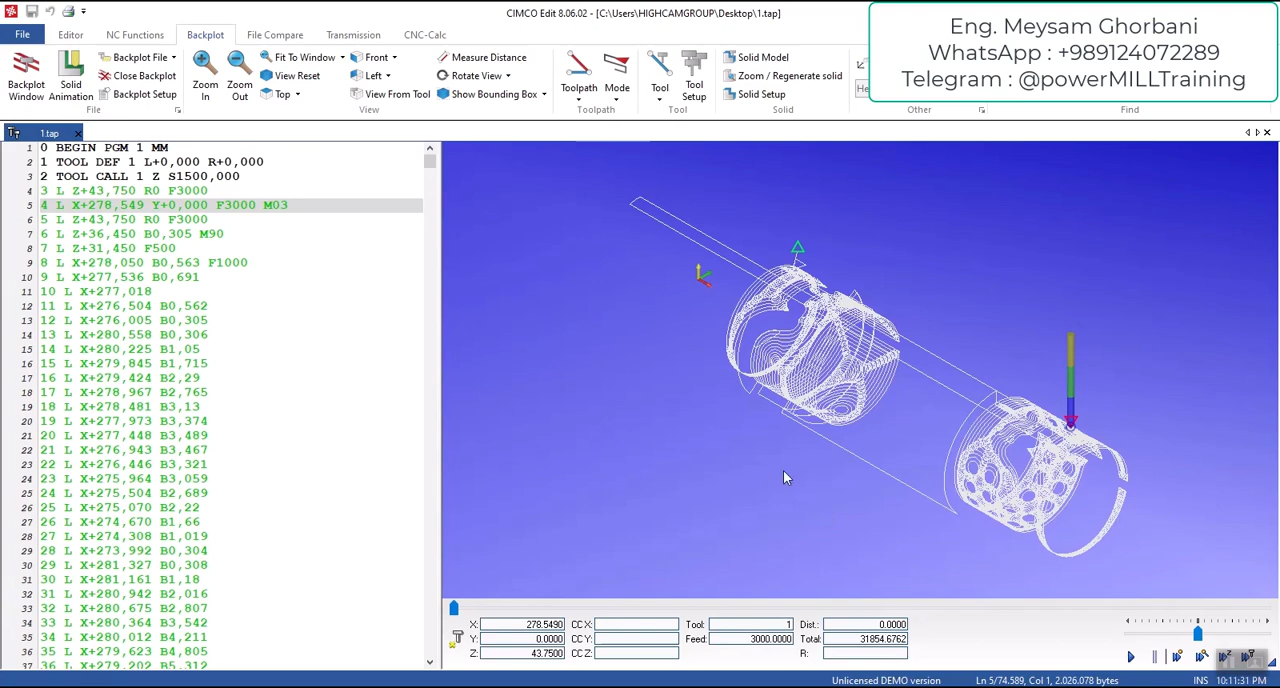 CIMCO Edit 8.06.02 - [C:\Users\HIGHCAMGROUP\Desktop\1.tap]
Eng. Meysam Ghorbani
WhatsApp : +989124072289
Telegram : @powerMILLTraining
File
Editor
NC Functions
Backplot
File Compare
Transmission
CNC-Calc
Backplot Window
Solid Animation
Backplot File
Close Backplot
Backplot Setup
File
Zoom In
Zoom Out
Fit To Window
View Reset
Top
Front
Left
View From Tool
Measure Distance
Rotate View
Show Bounding Box
View
Toolpath
Mode
Toolpath
Tool
Tool Setup
Tool
Solid Model
Zoom / Regenerate solid
Solid Setup
Solid
He
Other
Find
1.tap
1 0 BEGIN PGM 1 MM
2 1 TOOL DEF 1 L+0,000 R+0,000
3 2 TOOL CALL 1 Z S1500,000
4 3 L Z+43,750 R0 F3000
5 4 L X+278,549 Y+0,000 F3000 M03
6 5 L Z+43,750 R0 F3000
7 6 L Z+36,450 B0,305 M90
8 7 L Z+31,450 F500
9 8 L X+278,050 B0,563 F1000
10 9 L X+277,536 B0,691
11 10 L X+277,018
12 11 L X+276,504 B0,562
13 12 L X+276,005 B0,305
14 13 L X+280,558 B0,306
15 14 L X+280,225 B1,05
16 15 L X+279,845 B1,715
17 16 L X+279,424 B2,29
18 17 L X+278,967 B2,765
19 18 L X+278,481 B3,13
20 19 L X+277,973 B3,374
21 20 L X+277,448 B3,489
22 21 L X+276,943 B3,467
23 22 L X+276,446 B3,321
24 23 L X+275,964 B3,059
25 24 L X+275,504 B2,689
26 25 L X+275,070 B2,22
27 26 L X+274,670 B1,66
28 27 L X+274,308 B1,019
29 28 L X+273,992 B0,304
30 29 L X+281,327 B0,308
31 30 L X+281,161 B1,18
32 31 L X+280,942 B2,016
33 32 L X+280,675 B2,807
34 33 L X+280,364 B3,542
35 34 L X+280,012 B4,211
36 35 L X+279,623 B4,805
37 36 L X+279,202 B5,312
X: 278.5490 CC X: Tool: 1 Dist.: 0.0000
Y: 0.0000 CC Y: Feed: 3000.0000 Total: 31854.6762
Z: 43.7500 CC Z: R:
Unlicensed DEMO version
Ln 5/74.589, Col 1, 2.026.078 bytes
INS
10:11:31 PM